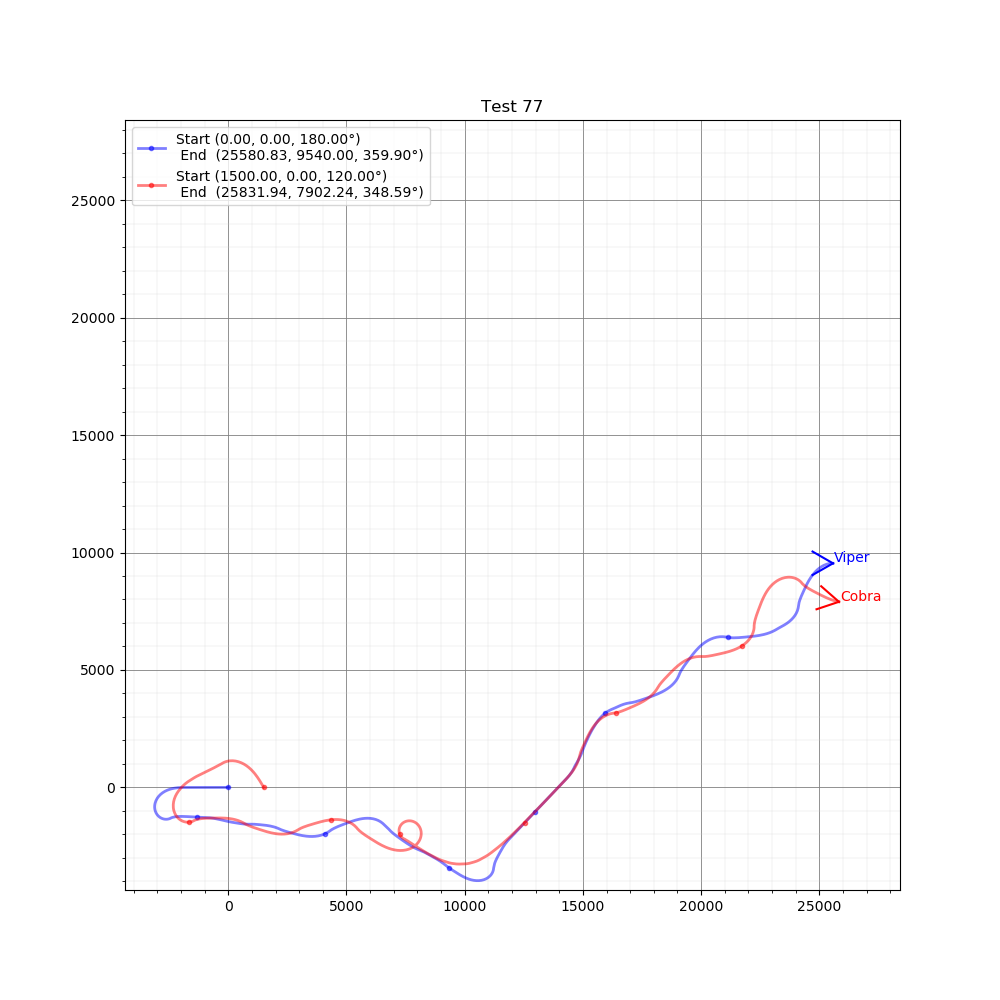 Test 77
Start (0.00, 0.00, 180.00°)
End (25580.83, 9540.00, 359.90°)
Start (1500.00, 0.00, 120.00°)
End (25831.94, 7902.24, 348.59°)
25000
20000
15000
10000
5000
0
Viper
Cobra
0
5000
10000
15000
20000
25000